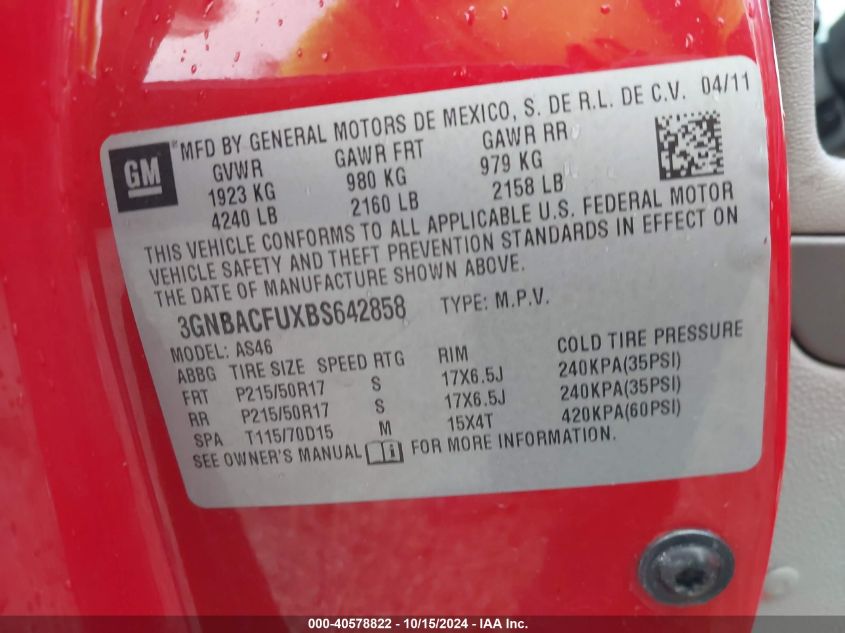 GM
MFD BY GENERAL MOTORS DE MEXICO, S. DE R.L. DE C.V. 04/11
GVWR GAWR FRT GAWR RR
1923 KG 980 KG 979 KG
4240 LB 2160 LB 2158 LB
THIS VEHICLE CONFORMS TO ALL APPLICABLE U.S. FEDERAL MOTOR
VEHICLE SAFETY AND THEFT PREVENTION STANDARDS IN EFFECT ON
THE DATE OF MANUFACTURE SHOWN ABOVE.
3GNBACFUXBS642858 TYPE: M.P.V.
MODEL: AS46
ABBG TIRE SIZE SPEED RTG RIM COLD TIRE PRESSURE
FRT P215/50R17 S 17X6.5J 240KPA(35PSI)
RR P215/50R17 S 17X6.5J 240KPA(35PSI)
SPA T115/70D15 M 15X4T 420KPA(60PSI)
SEE OWNER'S MANUAL i FOR MORE INFORMATION.
000-40578822 - 10/15/2024 - IAA Inc.